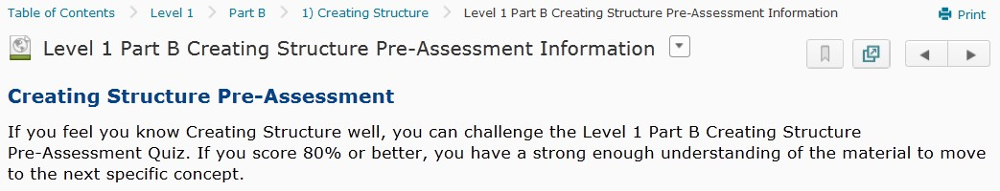 Table of Contents Level 1 Part B 1) Creating Structure Level 1 Part B Creating Structure Pre-Assessment Information Print
Level 1 Part B Creating Structure Pre-Assessment Information
Creating Structure Pre-Assessment
If you feel you know Creating Structure well, you can challenge the Level 1 Part B Creating Structure
Pre-Assessment Quiz. If you score 80% or better, you have a strong enough understanding of the material to move
to the next specific concept.